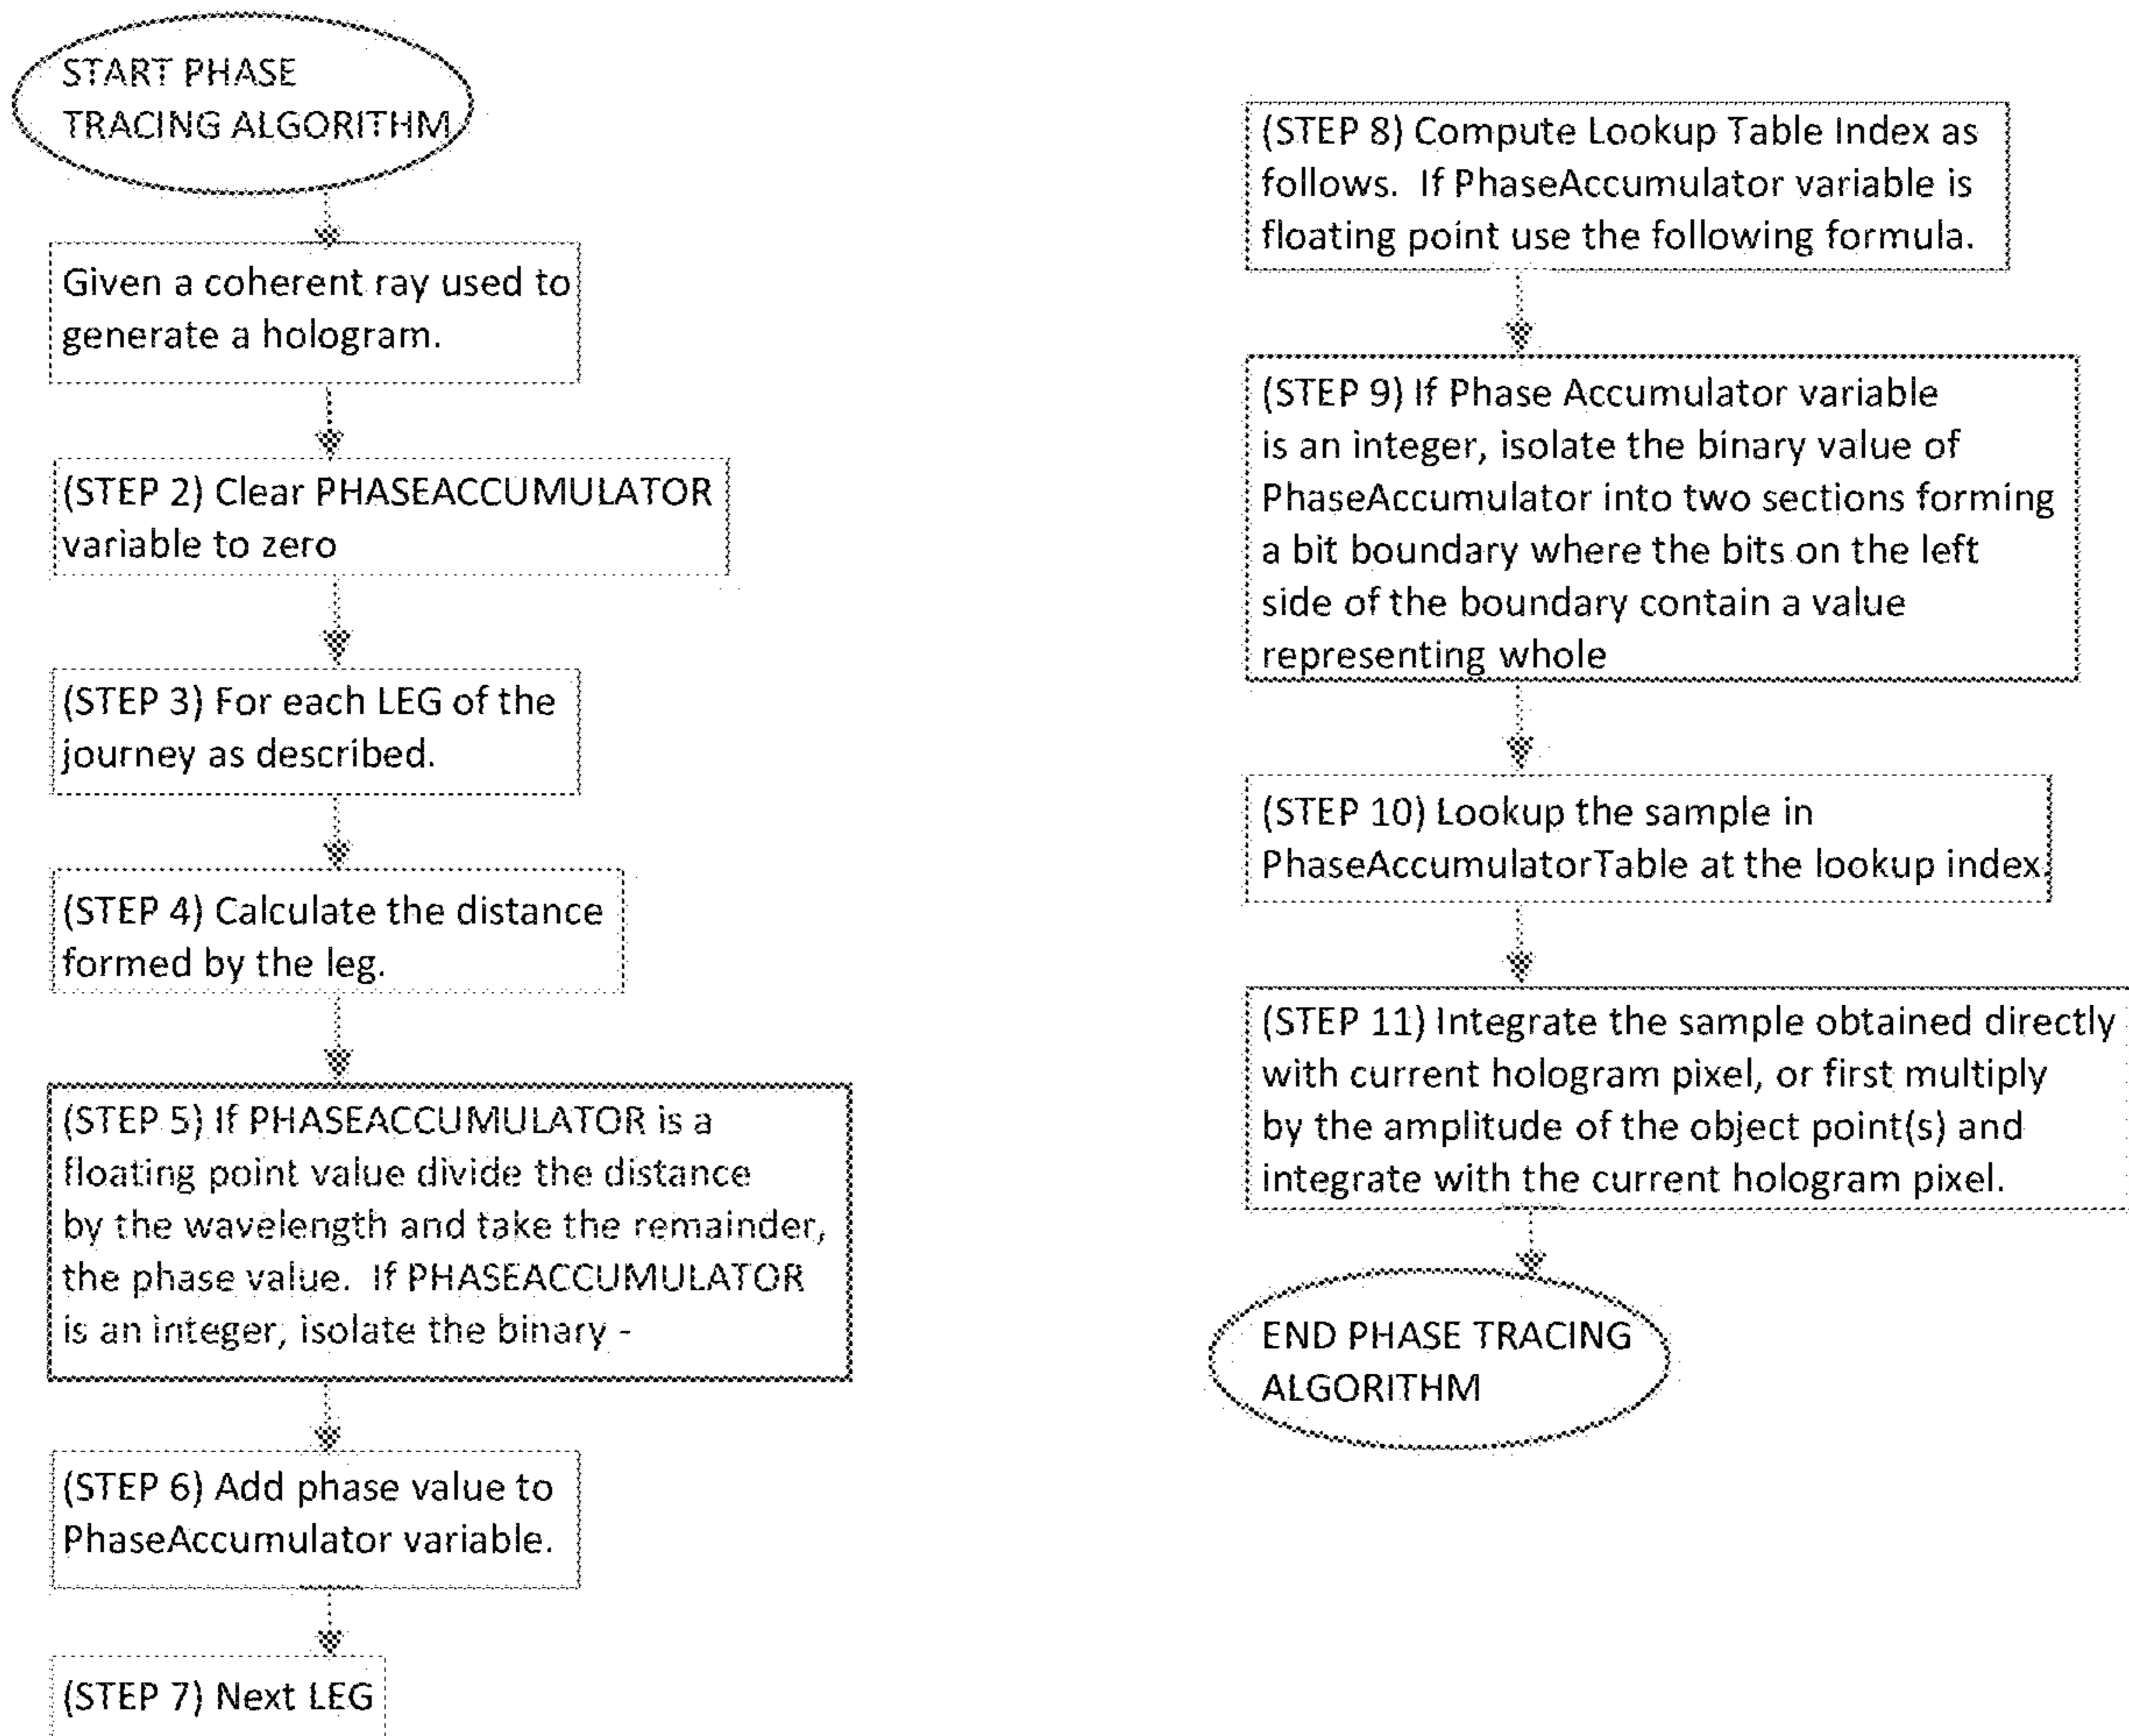 START PHASE
TRACING ALGORITHM
Given a coherent ray used to
generate a hologram.
(STEP 2) Clear PHASEACCUMULATOR
variable to zero
(STEP 3) For each LEG of the
journey as described.
(STEP 4) Calculate the distance
formed by the leg.
(STEP 5) If PHASEACCUMULATOR is a
floating point value divide the distance
by the wavelength and take the remainder,
the phase value.  If PHASEACCUMULATOR
is an integer, isolate the binary -
(STEP 6) Add phase value to
PhaseAccumulator variable.
(STEP 7) Next LEG
(STEP 8) Compute Lookup Table Index as
follows.  If PhaseAccumulator variable is
floating point use the following formula.
(STEP 9) If Phase Accumulator variable
is an integer, isolate the binary value of
PhaseAccumulator into two sections forming
a bit boundary where the bits on the left
side of the boundary contain a value
representing whole
(STEP 10) Lookup the sample in
PhaseAccumulatorTable at the lookup index.
(STEP 11) Integrate the sample obtained directly
with current hologram pixel, or first multiply
by the amplitude of the object point(s) and
integrate with the current hologram pixel.
END PHASE TRACING
ALGORITHM